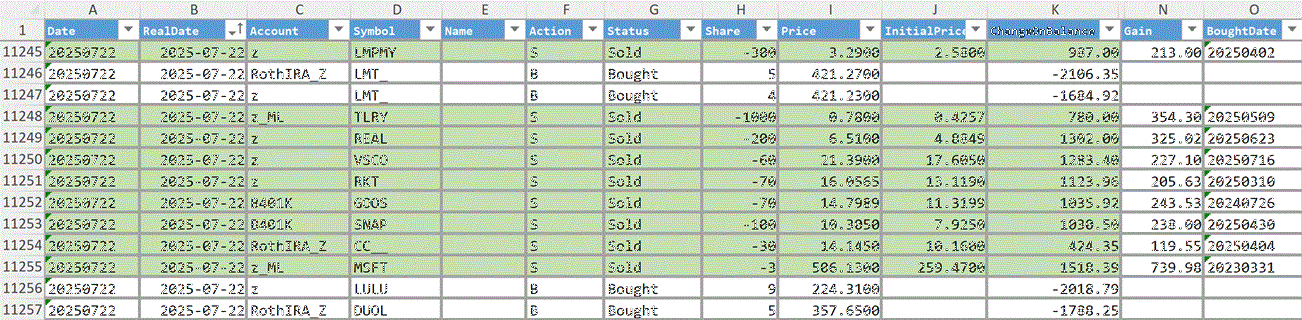 A B C D E F G H I J K N O
1 Date RealDate Account Symbol Name Action Status Share Price InitialPrice ChangeOnBalance Gain BoughtDate
11245 20250722 2025-07-22 z LMPMY S Sold -300 3.2900 2.5800 987.00 213.00 20250402
11246 20250722 2025-07-22 RothIRA_Z LMT_ B Bought 5 421.2700 -2106.35
11247 20250722 2025-07-22 z LMT_ B Bought 4 421.2300 -1684.92
11248 20250722 2025-07-22 z_ML TLRY S Sold -1000 0.7800 0.4257 780.00 354.30 20250509
11249 20250722 2025-07-22 z REAL S Sold -200 6.5100 4.8849 1302.00 325.02 20250623
11250 20250722 2025-07-22 z VSCO S Sold -60 21.3900 17.6050 1283.40 227.10 20250716
11251 20250722 2025-07-22 z RKT S Sold -70 16.0565 13.1190 1123.96 205.63 20250310
11252 20250722 2025-07-22 8401K GOOS S Sold -70 14.7989 11.3199 1035.92 243.53 20240726
11253 20250722 2025-07-22 8401K SNAP S Sold -100 10.3050 7.9250 1030.50 238.00 20250430
11254 20250722 2025-07-22 RothIRA_Z CC__ S Sold -30 14.1450 10.1600 424.35 119.55 20250404
11255 20250722 2025-07-22 z_ML MSFT S Sold -3 506.1300 259.4700 1518.39 739.98 20230331
11256 20250722 2025-07-22 z LULU B Bought 9 224.3100 -2018.79
11257 20250722 2025-07-22 RothIRA_Z DUOL B Bought 5 357.6500 -1788.25